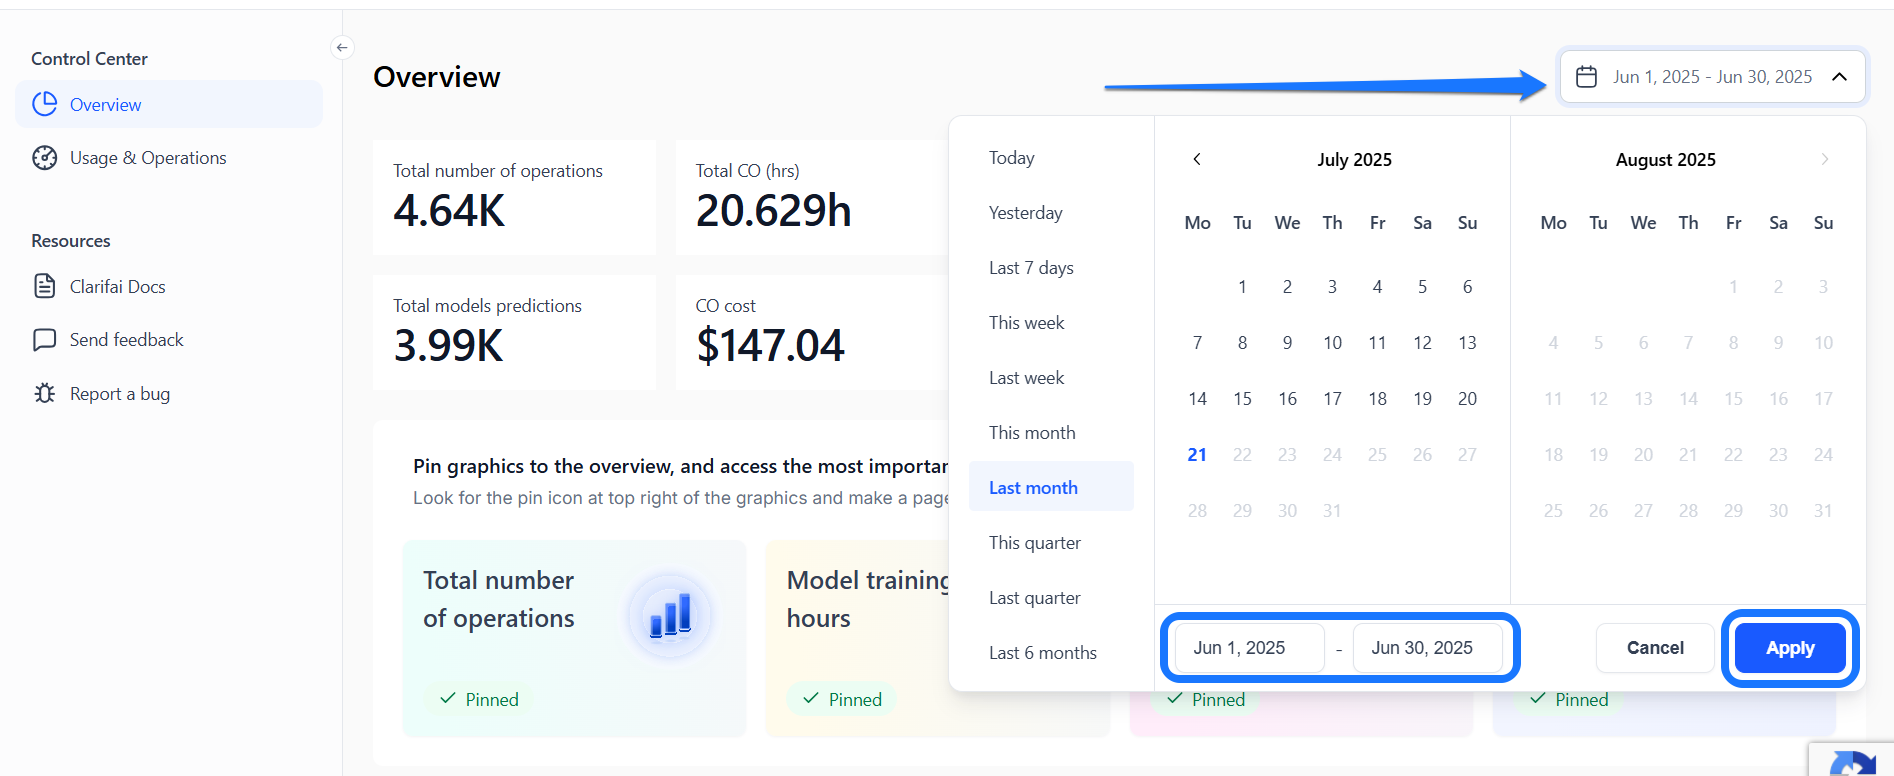 Control Center
Overview
Usage & Operations
Resources
Clarifai Docs
Send feedback
Report a bug
Overview
Jun 1, 2025 - Jun 30, 2025
Total number of operations
4.64K
Total CO (hrs)
20.629h
Total models predictions
3.99K
CO cost
$147.04
Pin graphics to the overview, and access the most importan
Look for the pin icon at top right of the graphics and make a page
Total number
of operations
Pinned
Model training
hours
Pinned
Pinned
Pinned
Today
Yesterday
Last 7 days
This week
Last week
This month
Last month
This quarter
Last quarter
Last 6 months
July 2025
Mo Tu We Th Fr Sa Su
1 2 3 4 5 6
7 8 9 10 11 12 13
14 15 16 17 18 19 20
21 22 23 24 25 26 27
28 29 30 31
August 2025
Mo Tu We Th Fr Sa Su
1 2 3
4 5 6 7 8 9 10
11 12 13 14 15 16 17
18 19 20 21 22 23 24
25 26 27 28 29 30 31
Jun 1, 2025 - Jun 30, 2025
Cancel
Apply